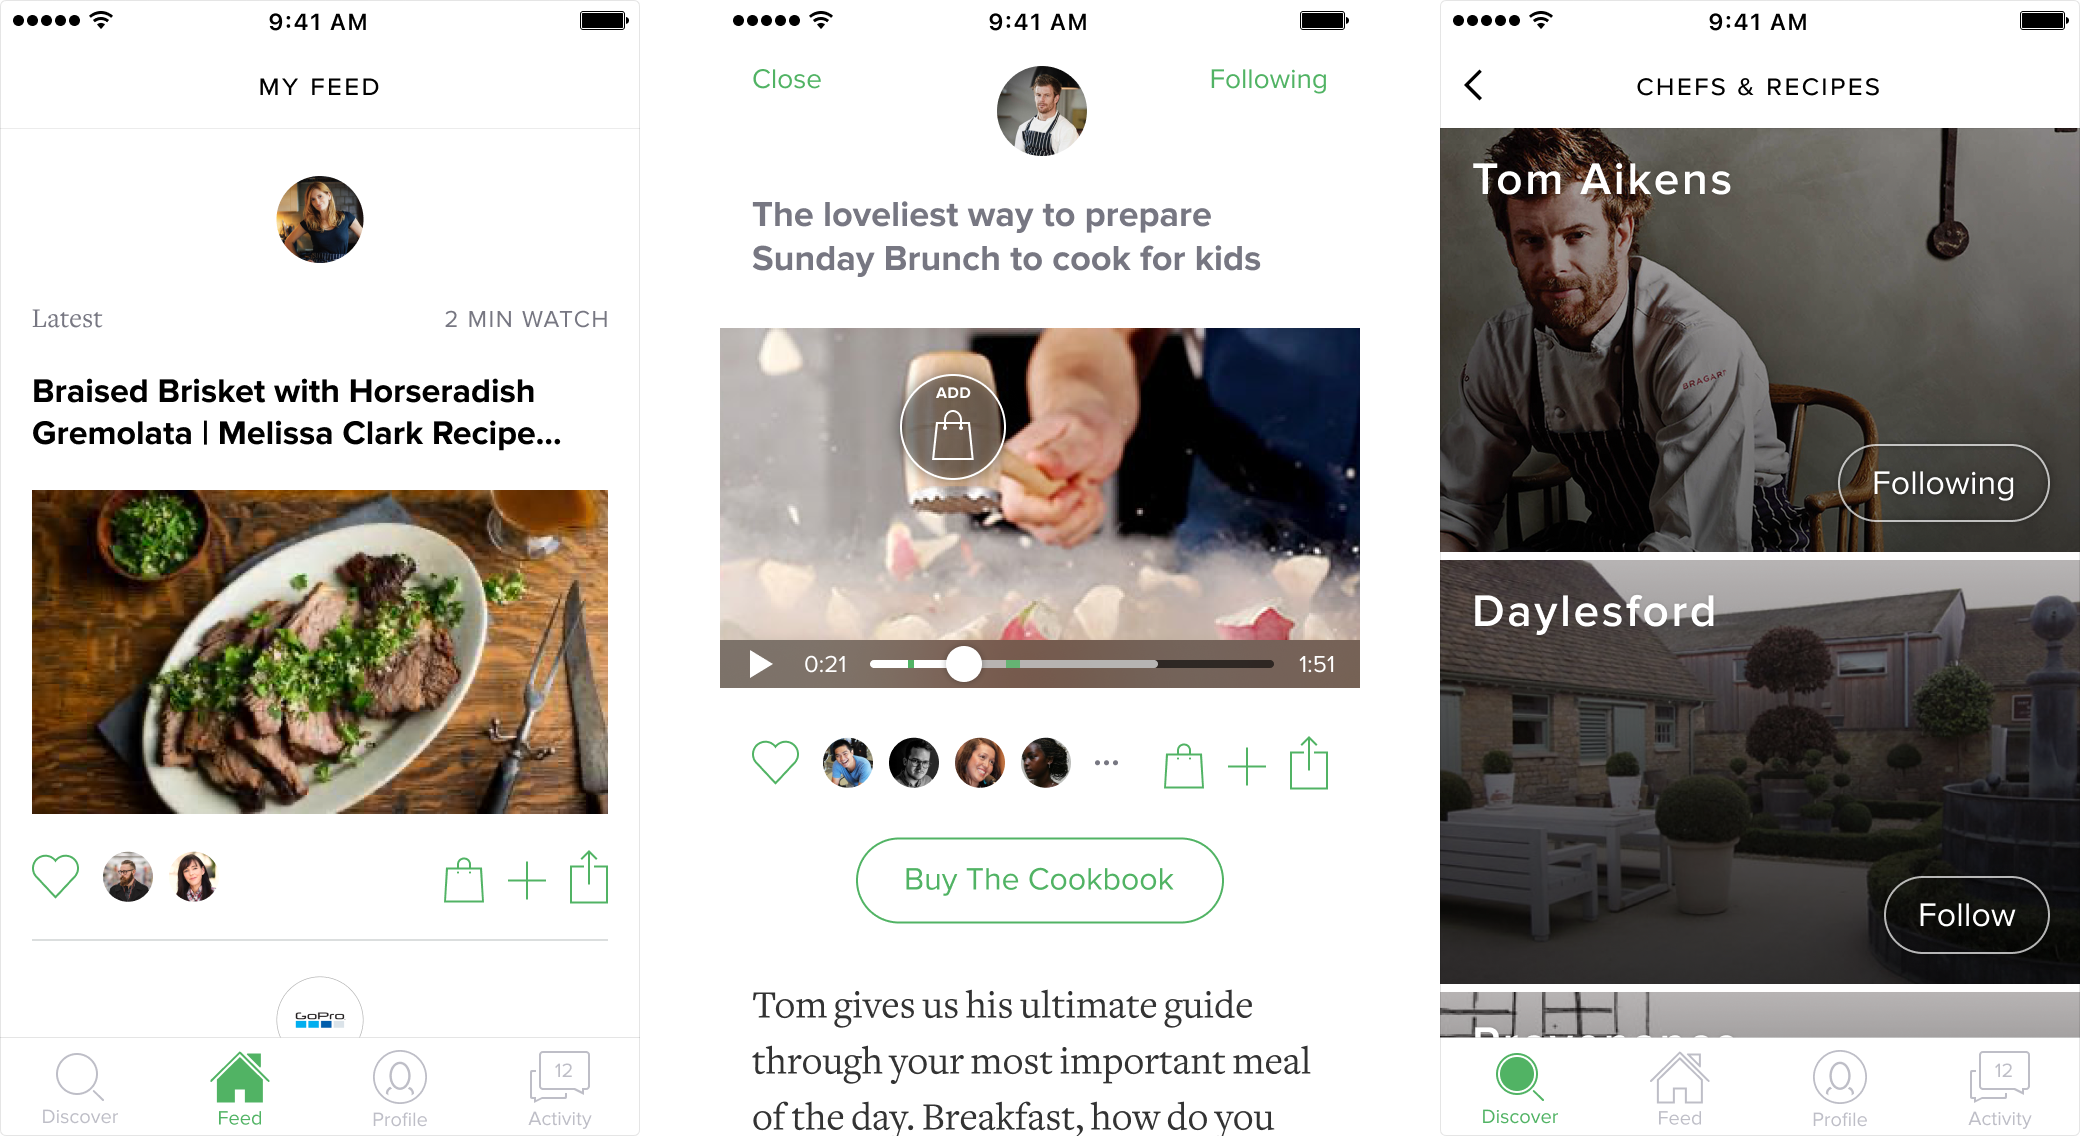 9:41 AM
MY FEED
Latest
2 MIN WATCH
Braised Brisket with Horseradish
Gremolata | Melissa Clark Recipe...
GoPro
Discover
Feed
Profile
12
Activity
9:41 AM
Close
Following
The loveliest way to prepare
Sunday Brunch to cook for kids
ADD
0:21
1:51
Buy The Cookbook
Tom gives us his ultimate guide
through your most important meal
of the day. Breakfast, how do you
9:41 AM
CHEFS & RECIPES
Tom Aikens
BRAGARD
Following
Daylesford
Follow
Discover
Feed
Profile
12
Activity